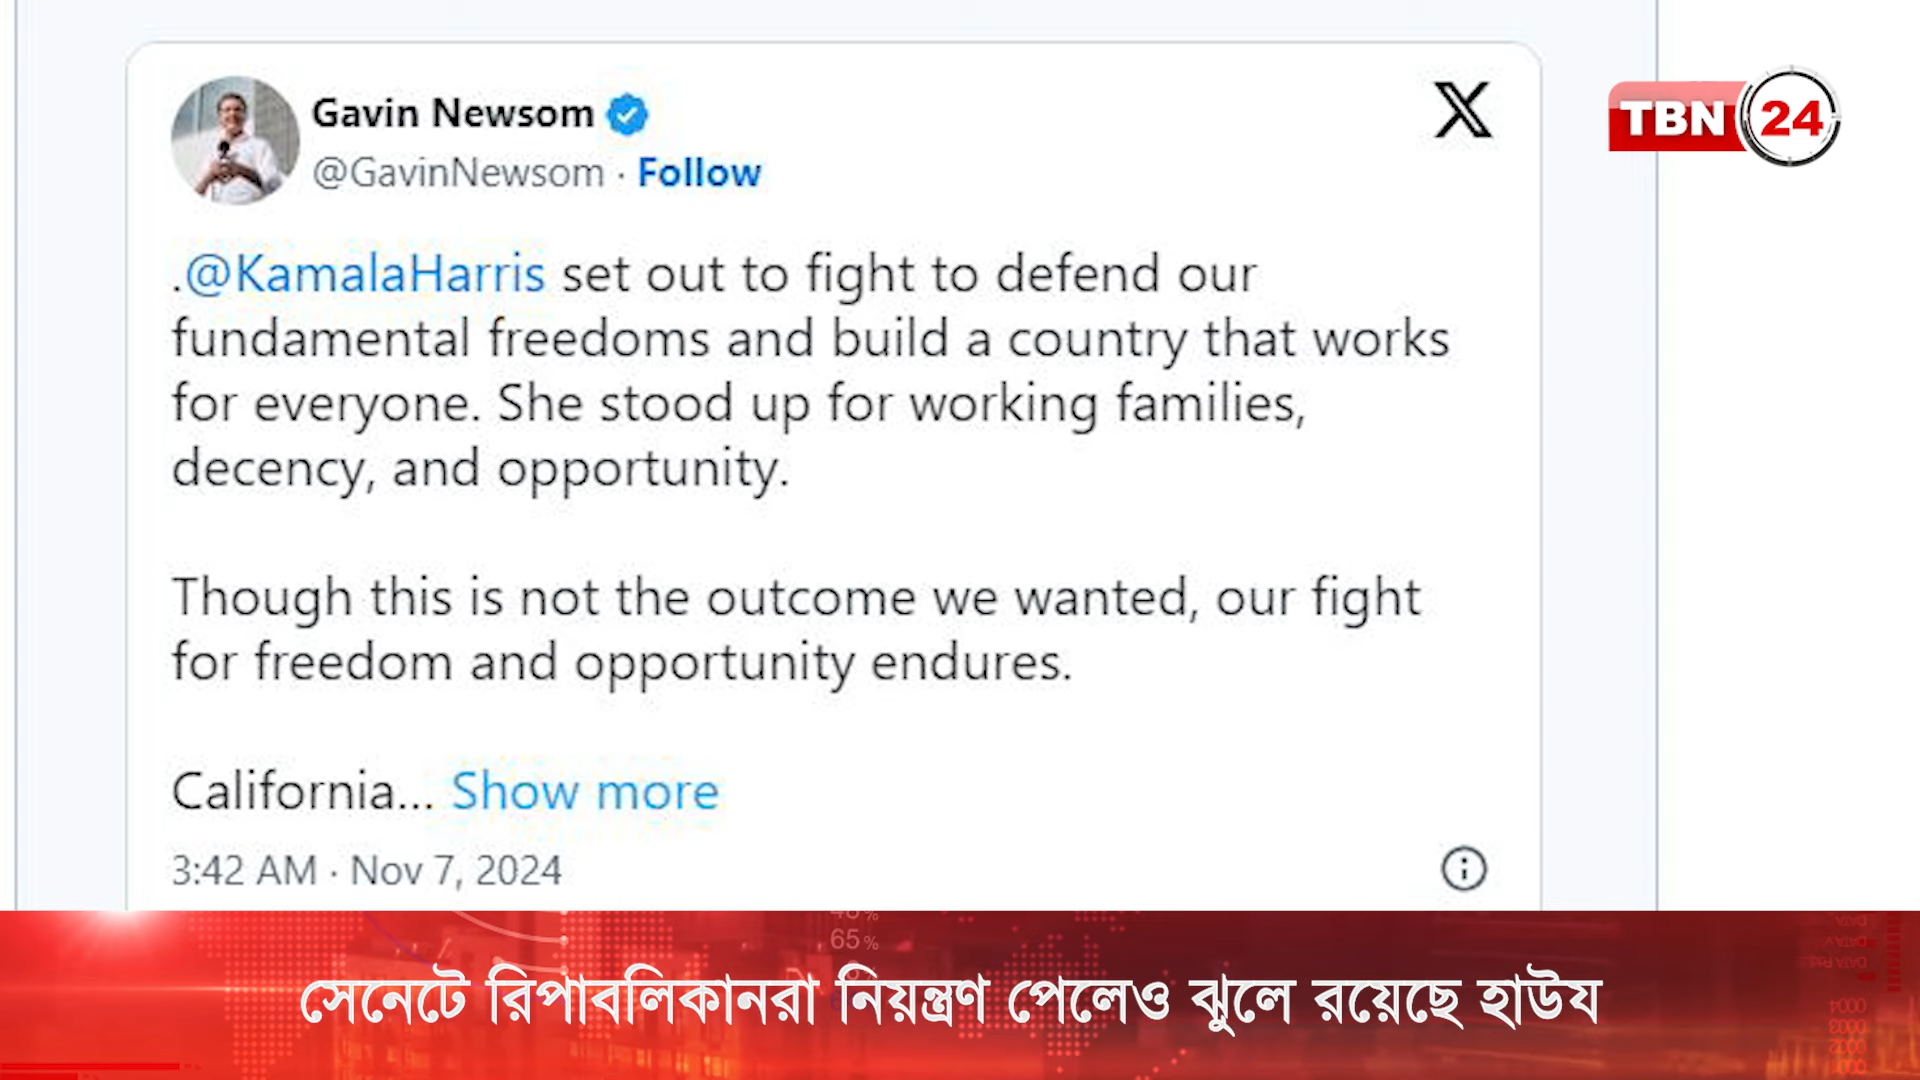 Gavin Newsom
@GavinNewsom · Follow
TBN 24
.@KamalaHarris set out to fight to defend our
fundamental freedoms and build a country that works
for everyone. She stood up for working families,
decency, and opportunity.
Though this is not the outcome we wanted, our fight
for freedom and opportunity endures.
California... Show more
3:42 AM · Nov 7, 2024
65%
সেনেটে রিপাবলিকানরা নিয়ন্ত্রণ পেলেও ঝুলে রয়েছে হাউয